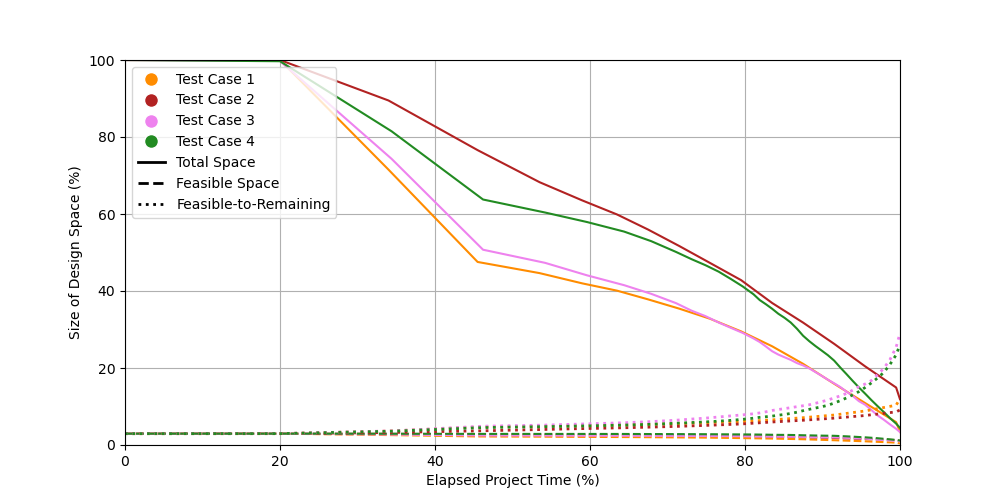 100
80
60
40
20
0
Size of Design Space (%)
Test Case 1
Test Case 2
Test Case 3
Test Case 4
Total Space
Feasible Space
Feasible-to-Remaining
0 20 40 60 80 100
Elapsed Project Time (%)